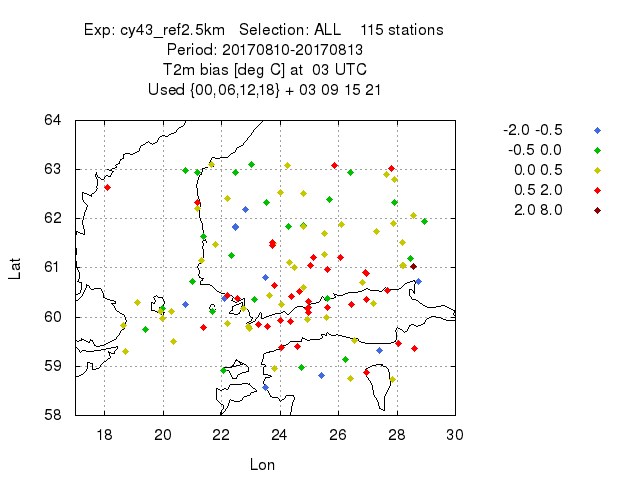 Exp: cy43_ref2.5km   Selection: ALL    115 stations
Period: 20170810-20170813
T2m bias [deg C] at  03 UTC
Used {00,06,12,18} + 03 09 15 21
64
63
62
61
60
59
58
Lat
18 20 22 24 26 28 30
Lon
-2.0 -0.5
-0.5 0.0
0.0 0.5
0.5 2.0
2.0 8.0